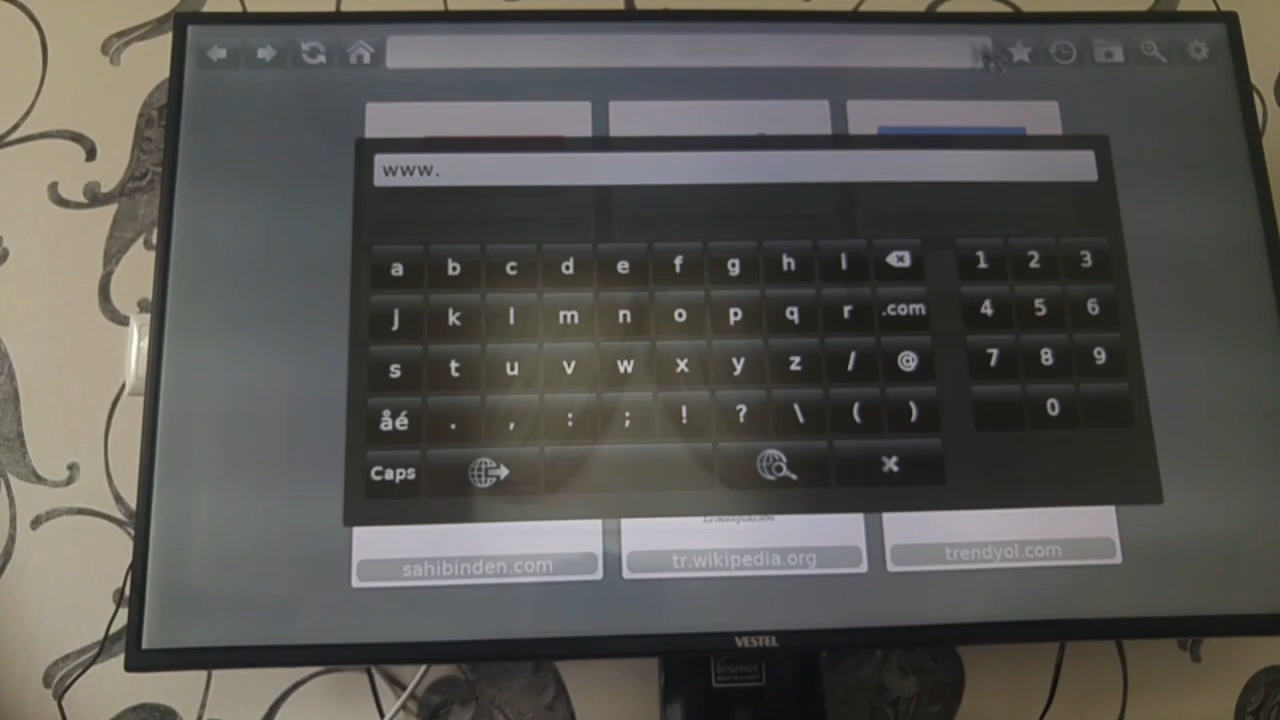 www.
a b c d e f g h i 1 2 3
j k l m n o p q r .com 4 5 6
s t u v w x y z / @ 7 8 9
åé . , : ; ! ? \ ( ) 0
Caps
sahibinden.com tr.wikipedia.org trendyol.com
VESTEL